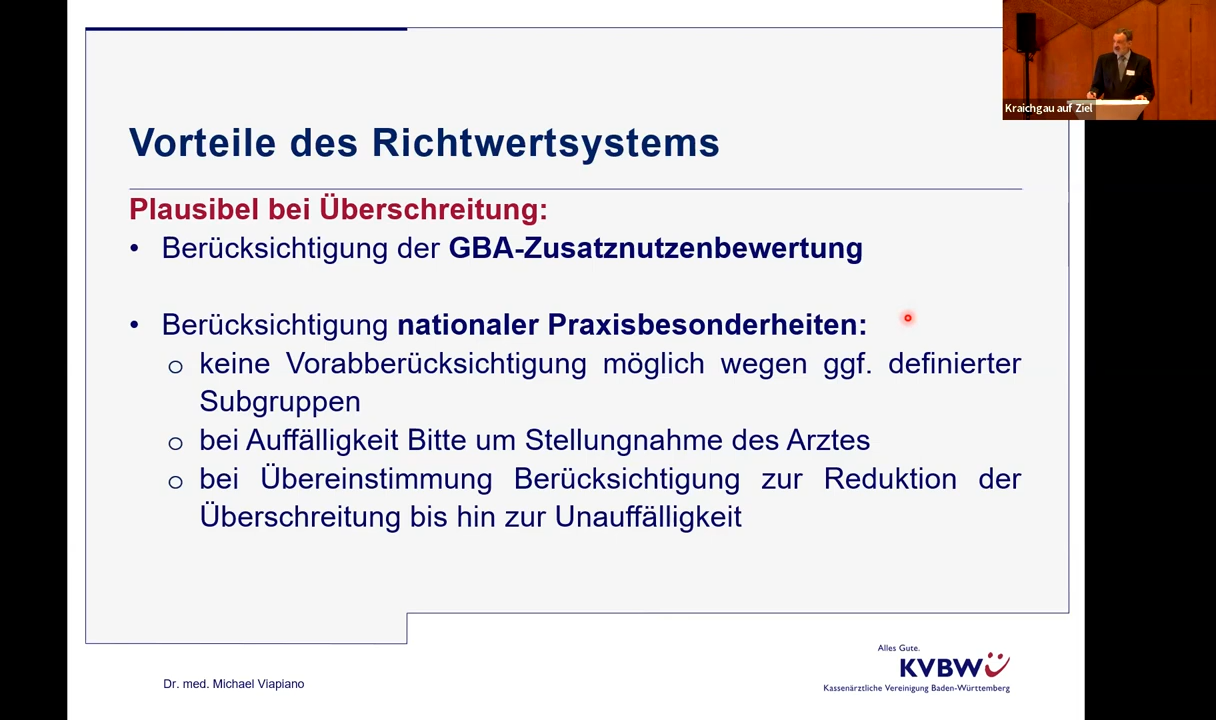 Kraichgau auf Ziel
Vorteile des Richtwertsystems
Plausibel bei Überschreitung:
• Berücksichtigung der GBA-Zusatznutzenbewertung
• Berücksichtigung nationaler Praxisbesonderheiten:
o keine Vorabberücksichtigung möglich wegen ggf. definierter
Subgruppen
o bei Auffälligkeit Bitte um Stellungnahme des Arztes
o bei Übereinstimmung Berücksichtigung zur Reduktion der
Überschreitung bis hin zur Unauffälligkeit
Dr. med. Michael Viapiano
Alles Gute.
KVBW
Kassenärztliche Vereinigung Baden-Württemberg